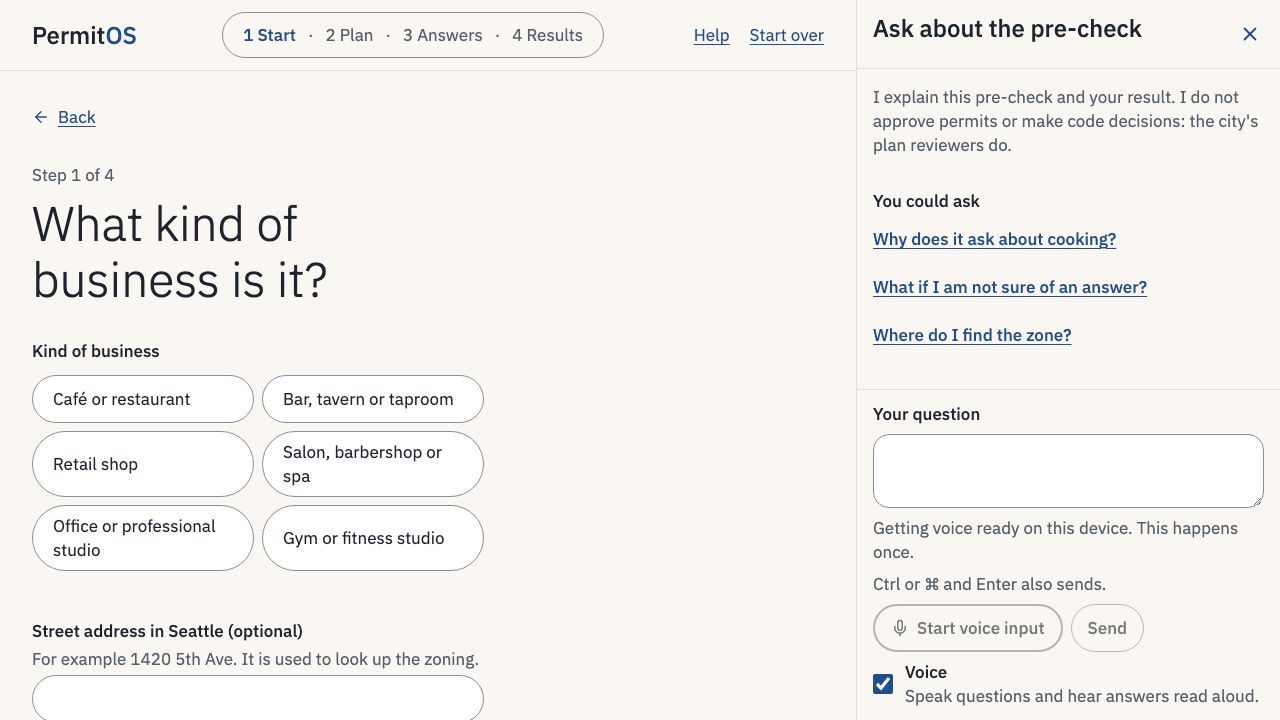 PermitOS
1 Start · 2 Plan · 3 Answers · 4 Results
Help
Start over
Back
Step 1 of 4
What kind of
business is it?
Kind of business
Café or restaurant
Bar, tavern or taproom
Retail shop
Salon, barbershop or
spa
Office or professional
studio
Gym or fitness studio
Street address in Seattle (optional)
For example 1420 5th Ave. It is used to look up the zoning.
Ask about the pre-check
I explain this pre-check and your result. I do not
approve permits or make code decisions: the city's
plan reviewers do.
You could ask
Why does it ask about cooking?
What if I am not sure of an answer?
Where do I find the zone?
Your question
Getting voice ready on this device. This happens
once.
Ctrl or ⌘ and Enter also sends.
Start voice input
Send
Voice
Speak questions and hear answers read aloud.